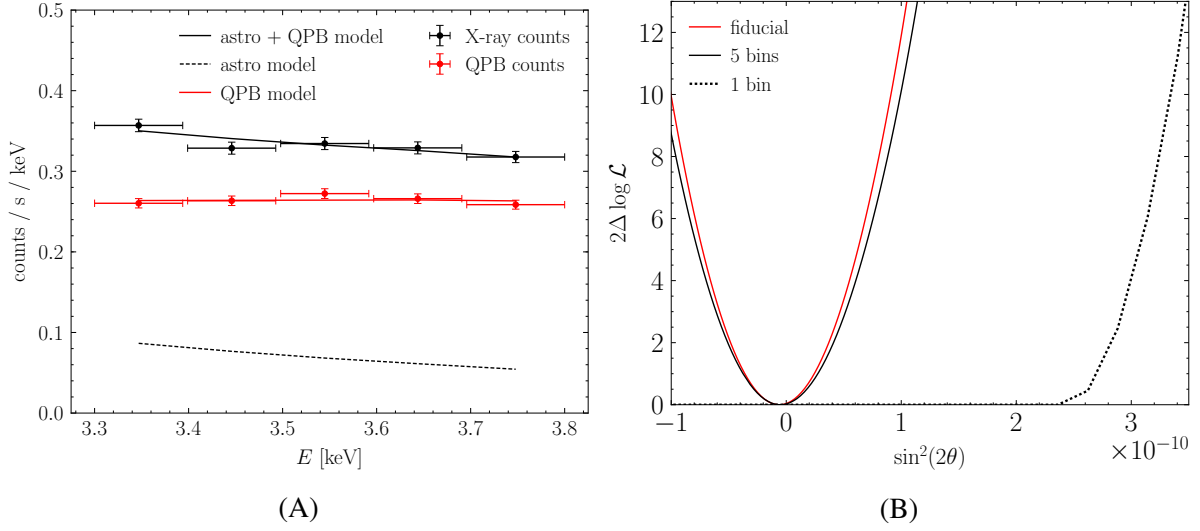 0.5
0.4
0.3
0.2
0.1
0.0
counts / s / keV
astro + QPB model
astro model
QPB model
X-ray counts
QPB counts
3.3 3.4 3.5 3.6 3.7 3.8
E [keV]
(A)
12
10
8
6
4
2
0
2Δ log ℒ
fiducial
5 bins
1 bin
−1 0 1 2 3
×10⁻¹⁰
sin²(2θ)
(B)